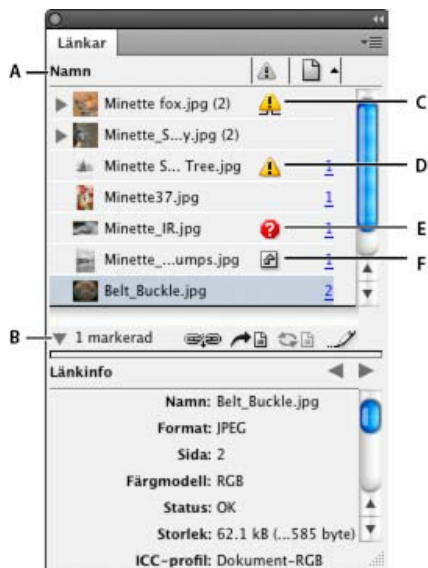 Länkar
A
Namn
Minette fox.jpg (2)
C
Minette_S...y.jpg (2)
Minette S... Tree.jpg
1
D
Minette37.jpg
1
Minette_IR.jpg
1
E
Minette_...umps.jpg
1
F
Belt_Buckle.jpg
2
B
1 markerad
Länkinfo
Namn: Belt_Buckle.jpg
Format: JPEG
Sida: 2
Färgmodell: RGB
Status: OK
Storlek: 62.1 kB (...585 byte)
ICC-profil: Dokument-RGB